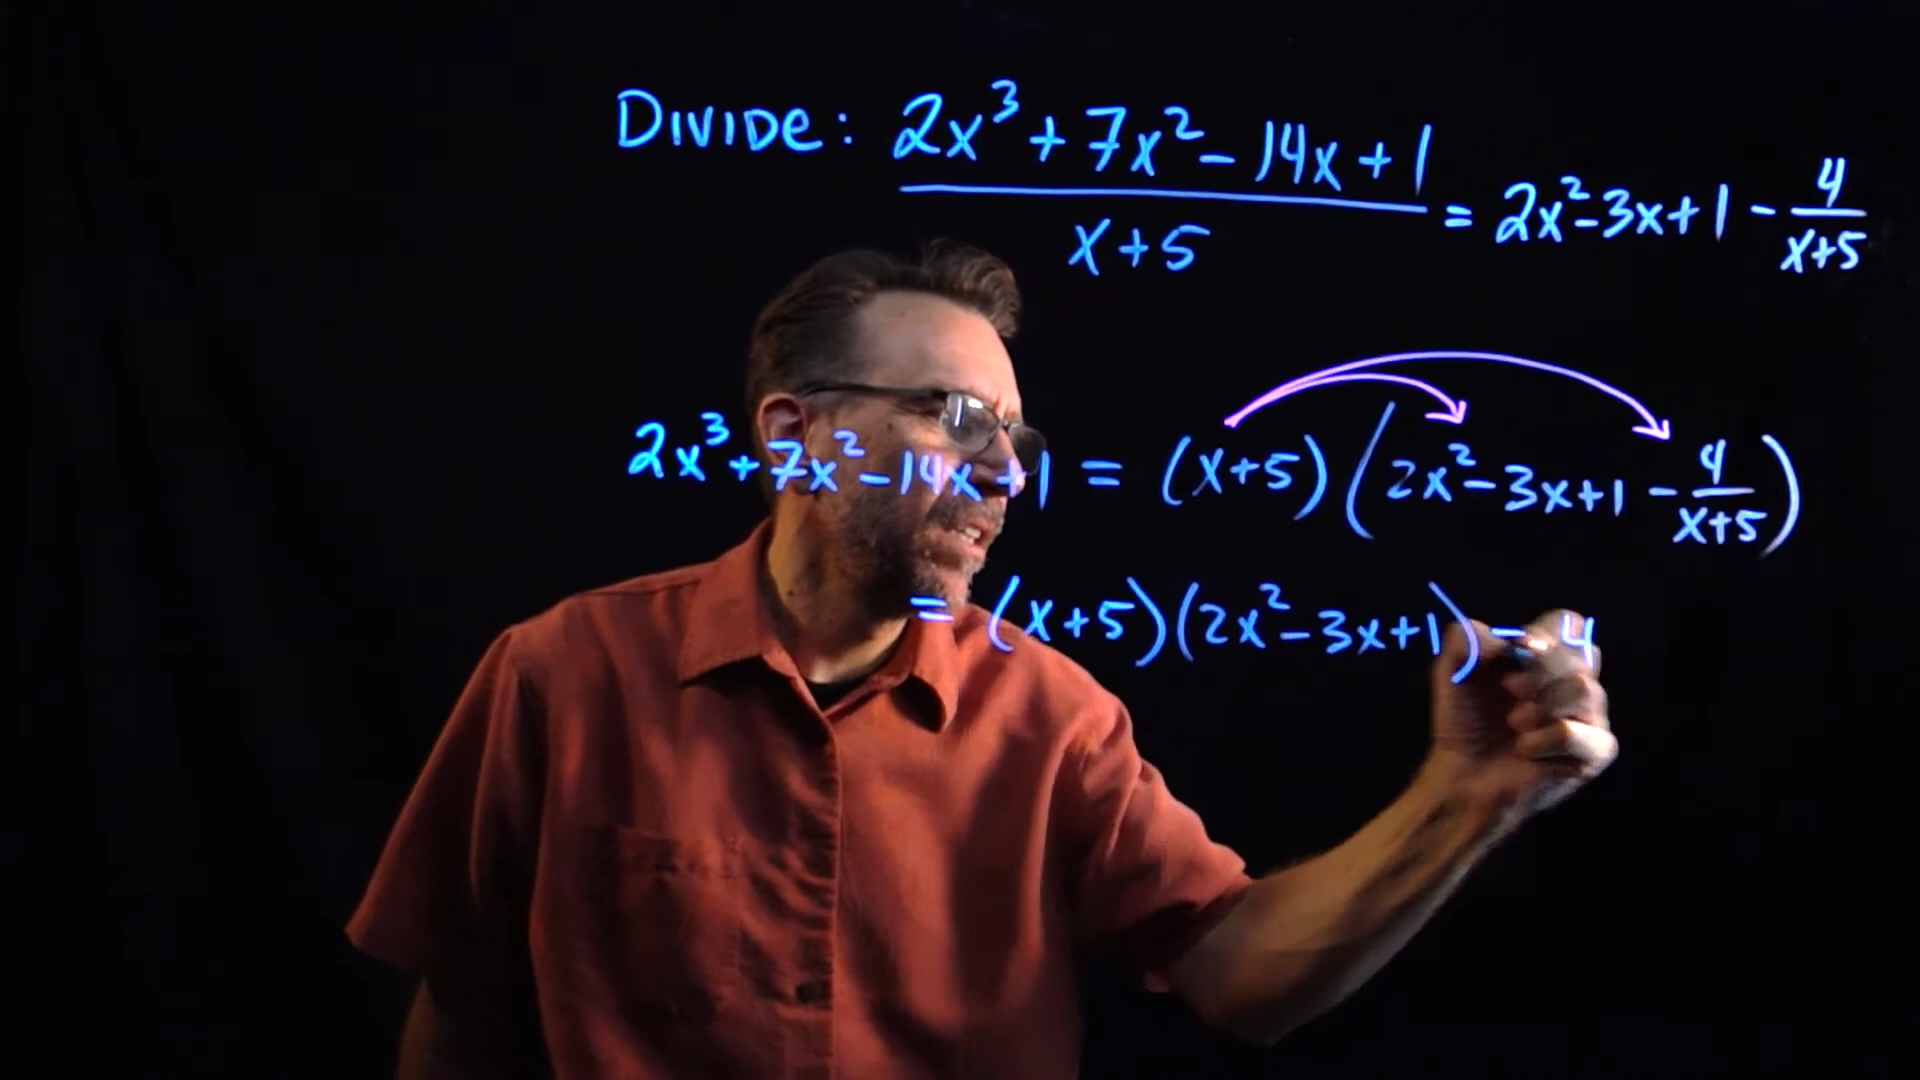 DIVIDE: (2x³ + 7x² - 14x + 1)/(x + 5) = 2x² - 3x + 1 - 4/(x+5)
2x³ + 7x² - 14x + 1 = (x+5)(2x² - 3x + 1 - 4/(x+5))
= (x+5)(2x² - 3x + 1) - 4